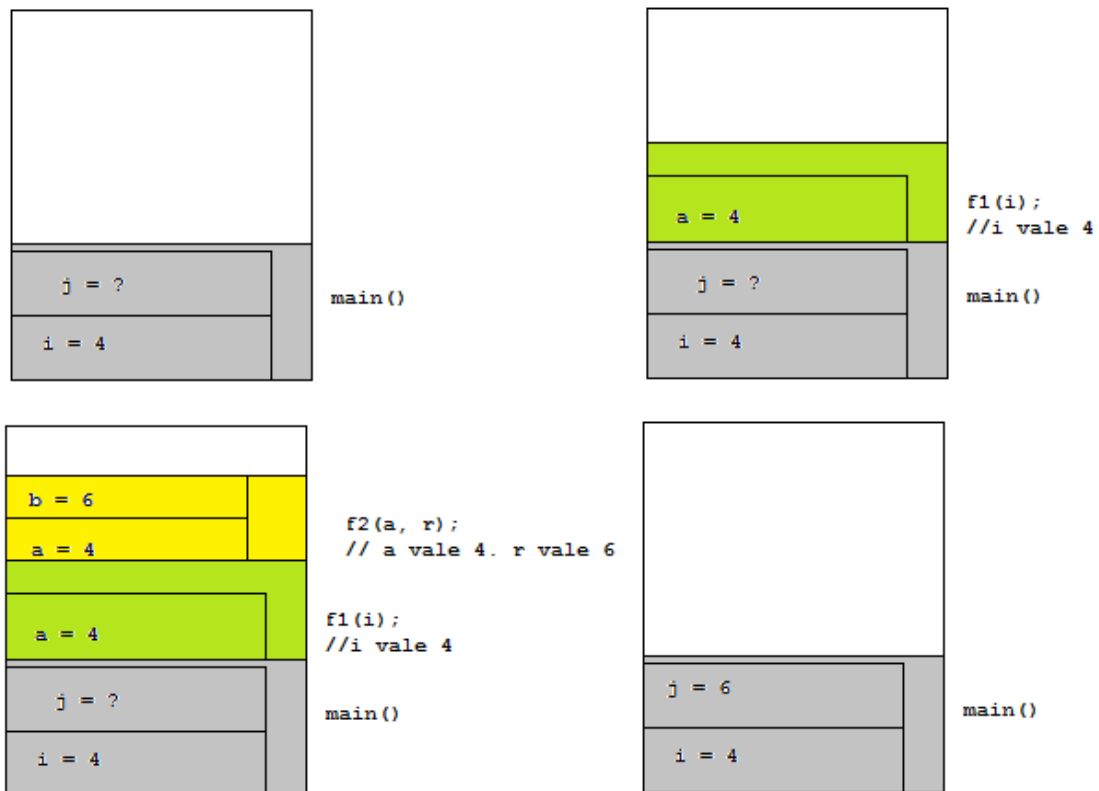 j = ?
i = 4
main()
a = 4
j = ?
i = 4
f1(i);
//i vale 4
main()
b = 6
a = 4
a = 4
j = ?
i = 4
f2(a, r);
// a vale 4. r vale 6
f1(i);
//i vale 4
main()
j = 6
i = 4
main()